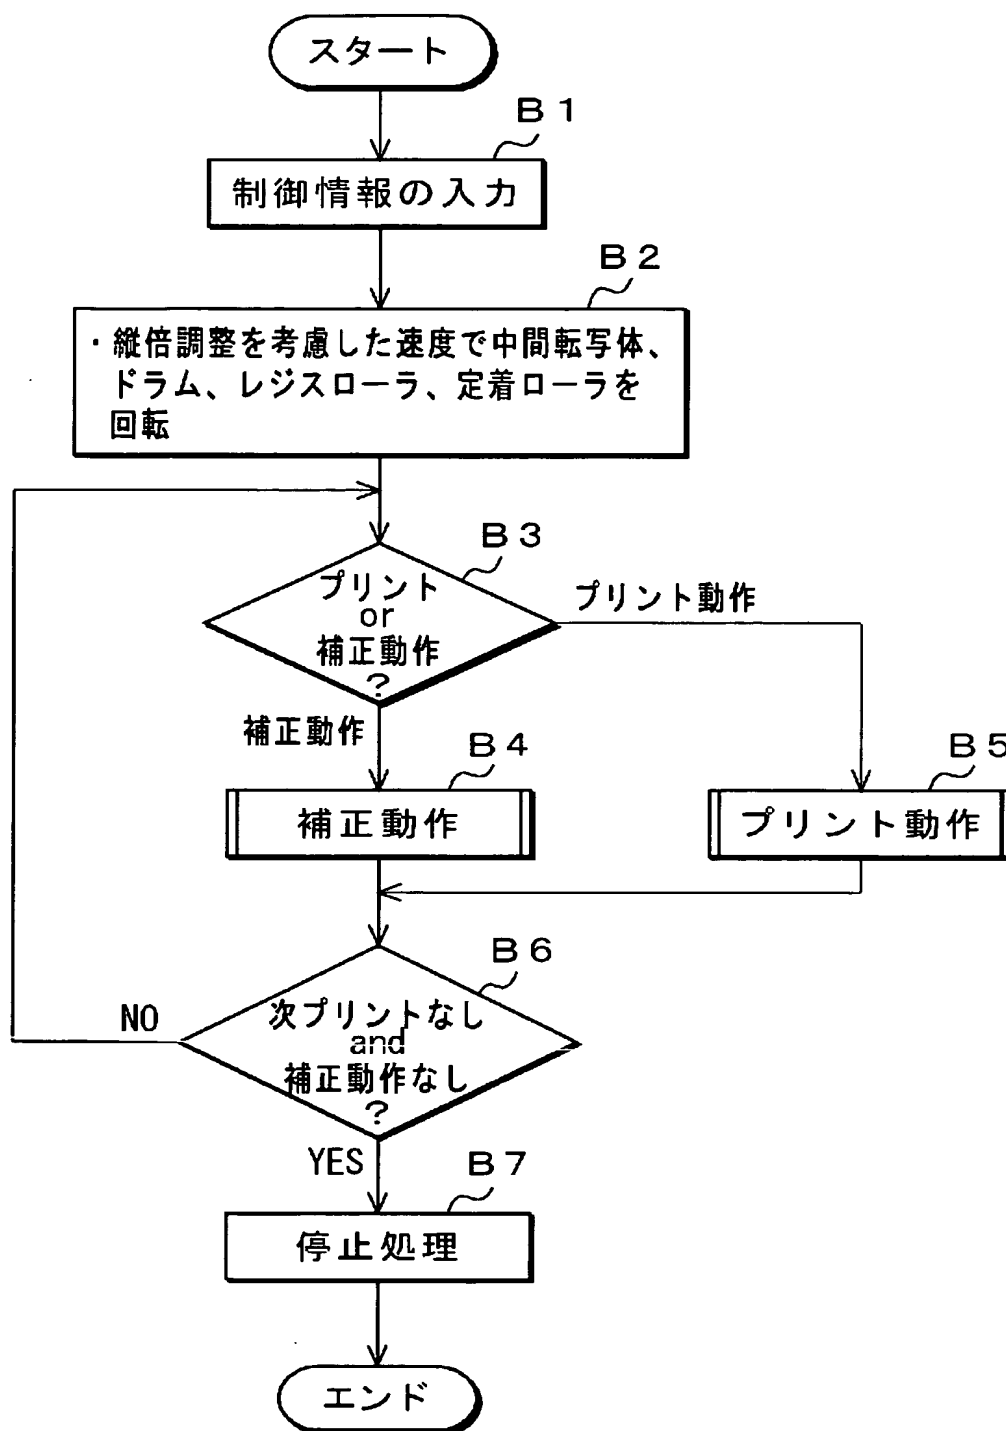 スタート
B1
制御情報の入力
B2
・縦倍調整を考慮した速度で中間転写体、
ドラム、レジスローラ、定着ローラを
回転
B3
プリント
or
補正動作
?
プリント動作
補正動作
B4
補正動作
B5
プリント動作
B6
次プリントなし
and
補正動作なし
?
NO
YES
B7
停止処理
エンド